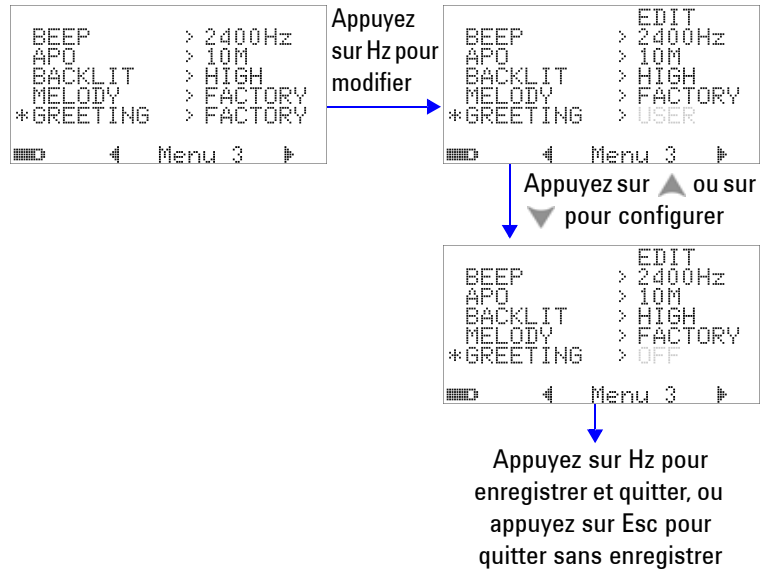 BEEP > 2400Hz
APO > 10M
BACKLIT > HIGH
MELODY > FACTORY
*GREETING > FACTORY
Menu 3
Appuyez
sur Hz pour
modifier
EDIT
BEEP > 2400Hz
APO > 10M
BACKLIT > HIGH
MELODY > FACTORY
*GREETING > USER
Menu 3
Appuyez sur ▲ ou sur
▼ pour configurer
EDIT
BEEP > 2400Hz
APO > 10M
BACKLIT > HIGH
MELODY > FACTORY
*GREETING > OFF
Menu 3
Appuyez sur Hz pour
enregistrer et quitter, ou
appuyez sur Esc pour
quitter sans enregistrer